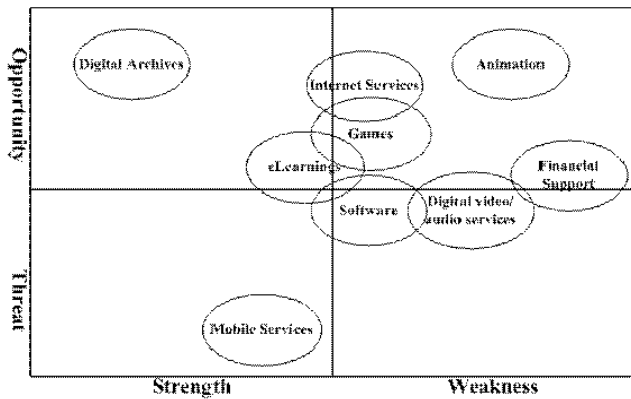 Opportunity
Threat
Digital Archives
Internet Services
Animation
Games
eLearnings
Financial
Support
Software
Digital video/
audio services
Mobile Services
Strength
Weakness